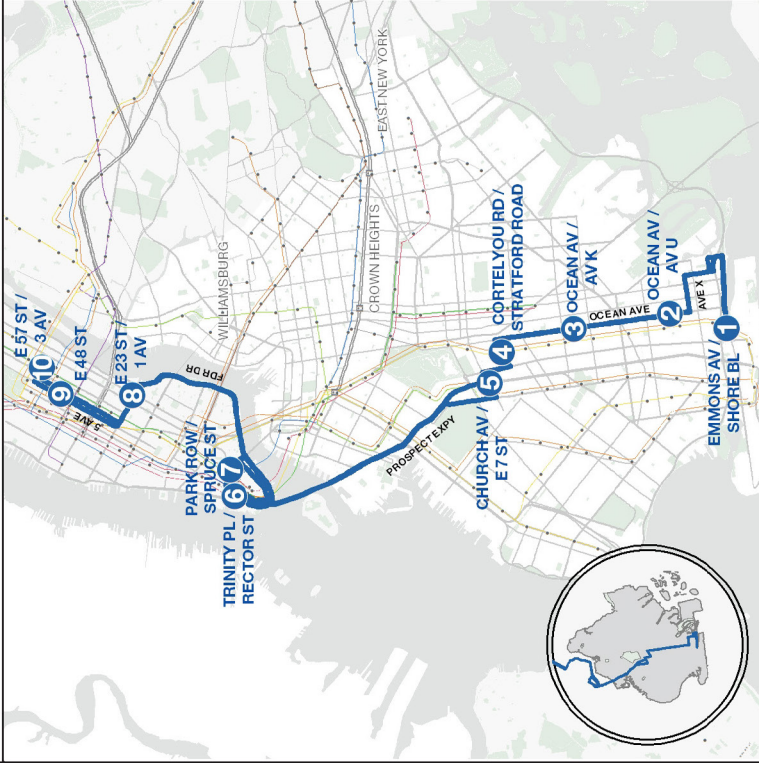 E 57 ST /
3 AV
10
9
E 48 ST
E 23 ST /
1 AV
8
5 AVE
FDR DR
WILLIAMSBURG
EAST NEW YORK
CROWN HEIGHTS
PARK ROW /
SPRUCE ST
7
6
TRINITY PL /
RECTOR ST
PROSPECT EXPY
CORTELYOU RD /
STRATFORD ROAD
4
5
CHURCH AV /
E 7 ST
OCEAN AV /
AV K
3
OCEAN AVE
OCEAN AV /
AV U
2
AVE X
1
EMMONS AV /
SHORE BL